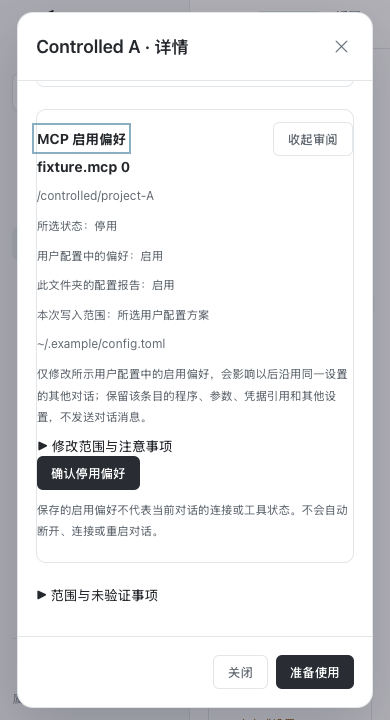 Controlled A · 详情
MCP 启用偏好
收起审阅
fixture.mcp 0
/controlled/project-A
所选状态：停用
用户配置中的偏好：启用
此文件夹的配置报告：启用
本次写入范围：所选用户配置方案
~/.example/config.toml
仅修改所示用户配置中的启用偏好，会影响以后沿用同一设置
的其他对话；保留该条目的程序、参数、凭据引用和其他设
置，不发送对话消息。
▶ 修改范围与注意事项
确认停用偏好
保存的启用偏好不代表当前对话的连接或工具状态。不会自动
断开、连接或重启对话。
▶ 范围与未验证事项
关闭
准备使用